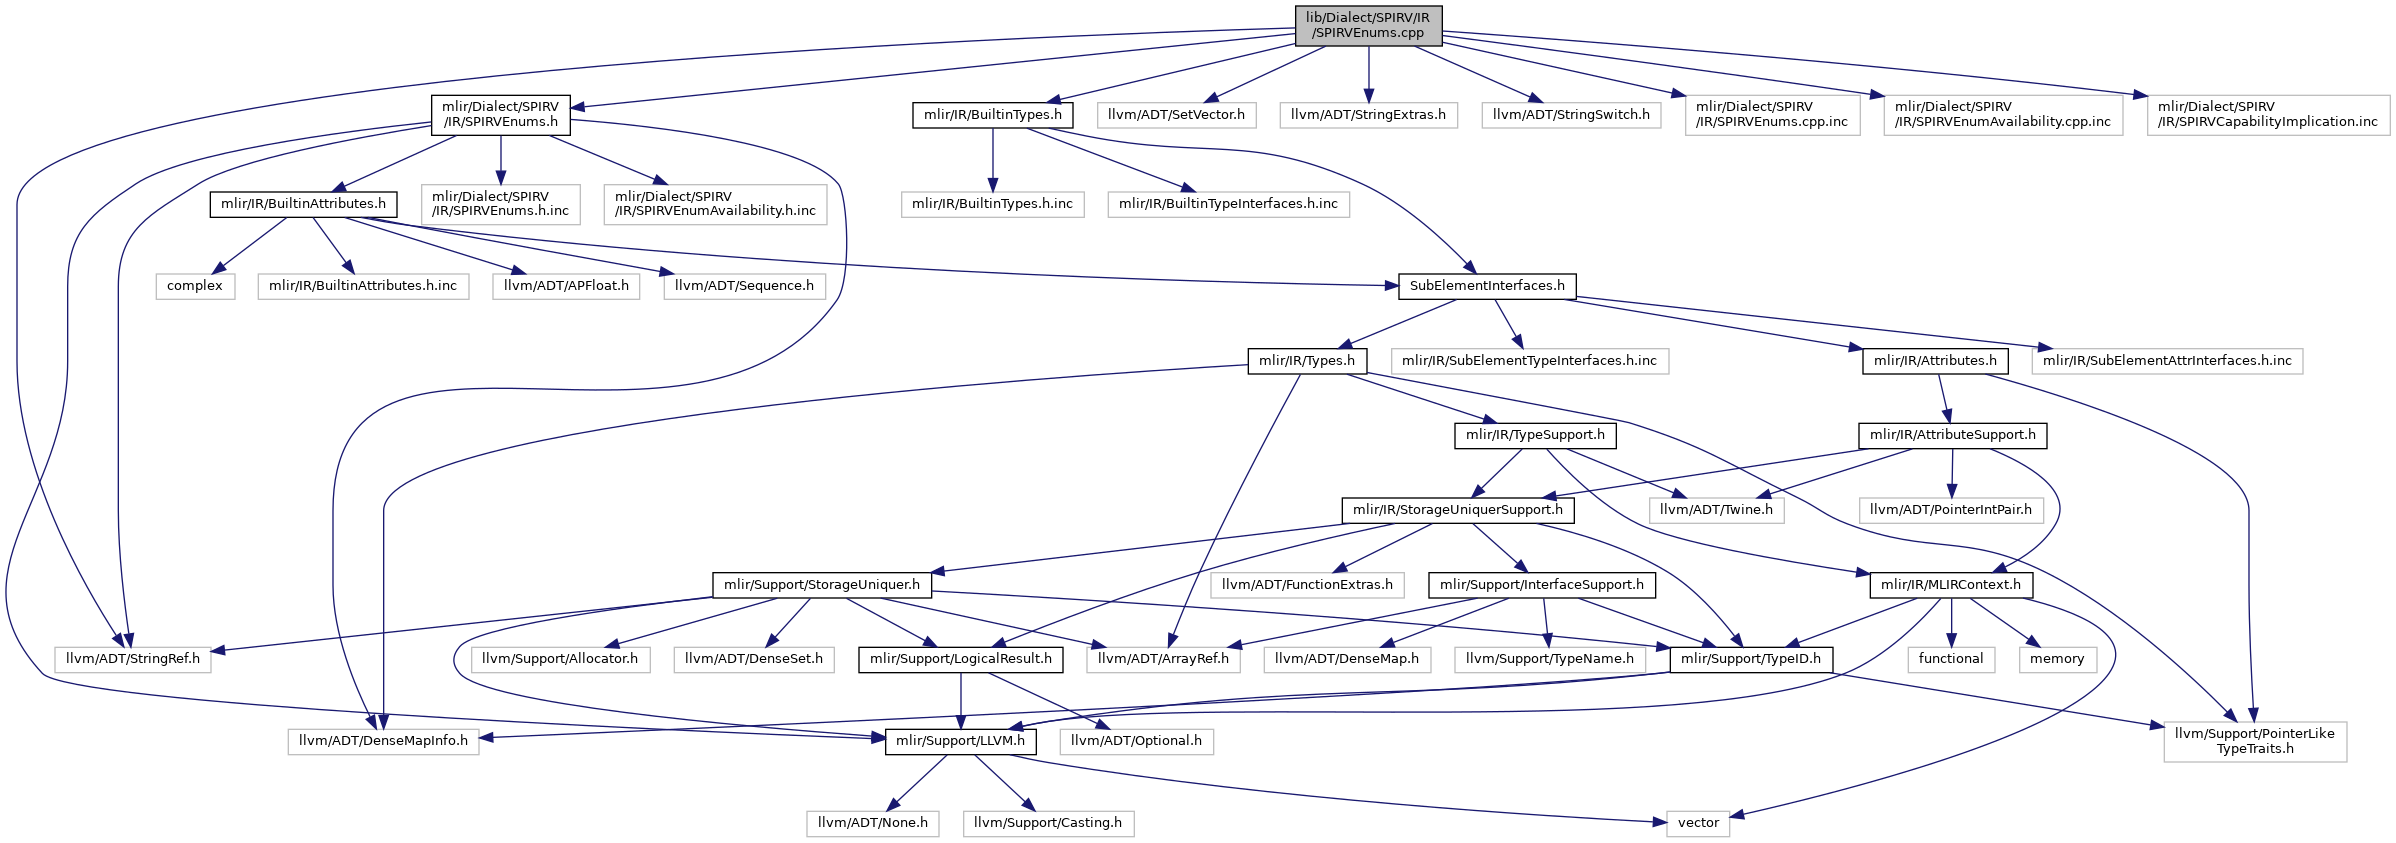 lib/Dialect/SPIRV/IR
/SPIRVEnums.cpp
mlir/Dialect/SPIRV
/IR/SPIRVEnums.h
mlir/IR/BuiltinTypes.h
llvm/ADT/SetVector.h
llvm/ADT/StringExtras.h
llvm/ADT/StringSwitch.h
mlir/Dialect/SPIRV
/IR/SPIRVEnums.cpp.inc
mlir/Dialect/SPIRV
/IR/SPIRVEnumAvailability.cpp.inc
mlir/Dialect/SPIRV
/IR/SPIRVCapabilityImplication.inc
mlir/IR/BuiltinAttributes.h
mlir/Dialect/SPIRV
/IR/SPIRVEnums.h.inc
mlir/Dialect/SPIRV
/IR/SPIRVEnumAvailability.h.inc
mlir/IR/BuiltinTypes.h.inc
mlir/IR/BuiltinTypeInterfaces.h.inc
complex
mlir/IR/BuiltinAttributes.h.inc
llvm/ADT/APFloat.h
llvm/ADT/Sequence.h
SubElementInterfaces.h
mlir/IR/Types.h
mlir/IR/SubElementTypeInterfaces.h.inc
mlir/IR/Attributes.h
mlir/IR/SubElementAttrInterfaces.h.inc
mlir/IR/TypeSupport.h
mlir/IR/AttributeSupport.h
mlir/IR/StorageUniquerSupport.h
llvm/ADT/Twine.h
llvm/ADT/PointerIntPair.h
mlir/Support/StorageUniquer.h
llvm/ADT/FunctionExtras.h
mlir/Support/InterfaceSupport.h
mlir/IR/MLIRContext.h
llvm/ADT/StringRef.h
llvm/Support/Allocator.h
llvm/ADT/DenseSet.h
mlir/Support/LogicalResult.h
llvm/ADT/ArrayRef.h
llvm/ADT/DenseMap.h
llvm/Support/TypeName.h
mlir/Support/TypeID.h
functional
memory
llvm/ADT/DenseMapInfo.h
mlir/Support/LLVM.h
llvm/ADT/Optional.h
llvm/Support/PointerLike
TypeTraits.h
llvm/ADT/None.h
llvm/Support/Casting.h
vector